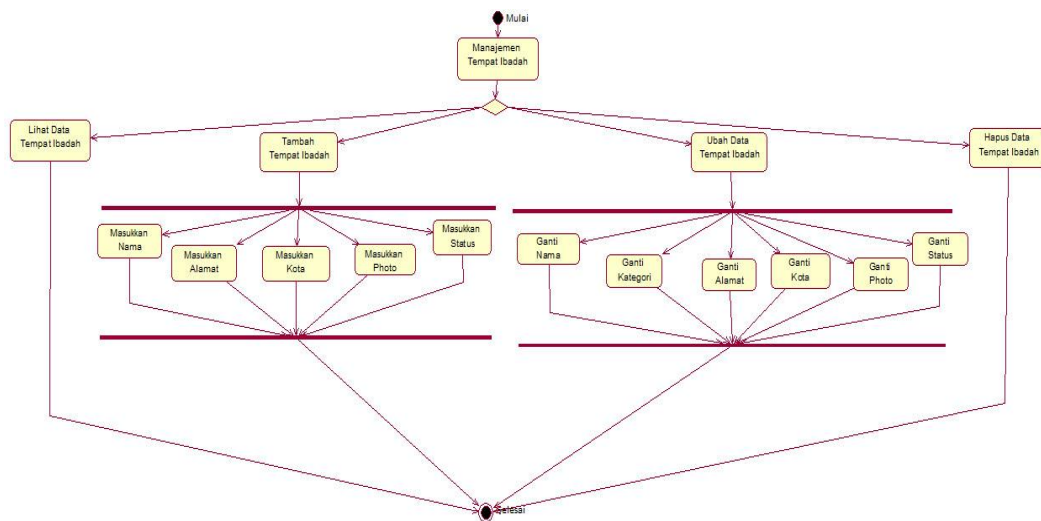 Mulai
Manajemen
Tempat Ibadah
Lihat Data
Tempat Ibadah
Tambah
Tempat Ibadah
Ubah Data
Tempat Ibadah
Hapus Data
Tempat Ibadah
Masukkan
Nama
Masukkan
Alamat
Masukkan
Kota
Masukkan
Photo
Masukkan
Status
Ganti
Nama
Ganti
Kategori
Ganti
Alamat
Ganti
Kota
Ganti
Photo
Ganti
Status
Selesai